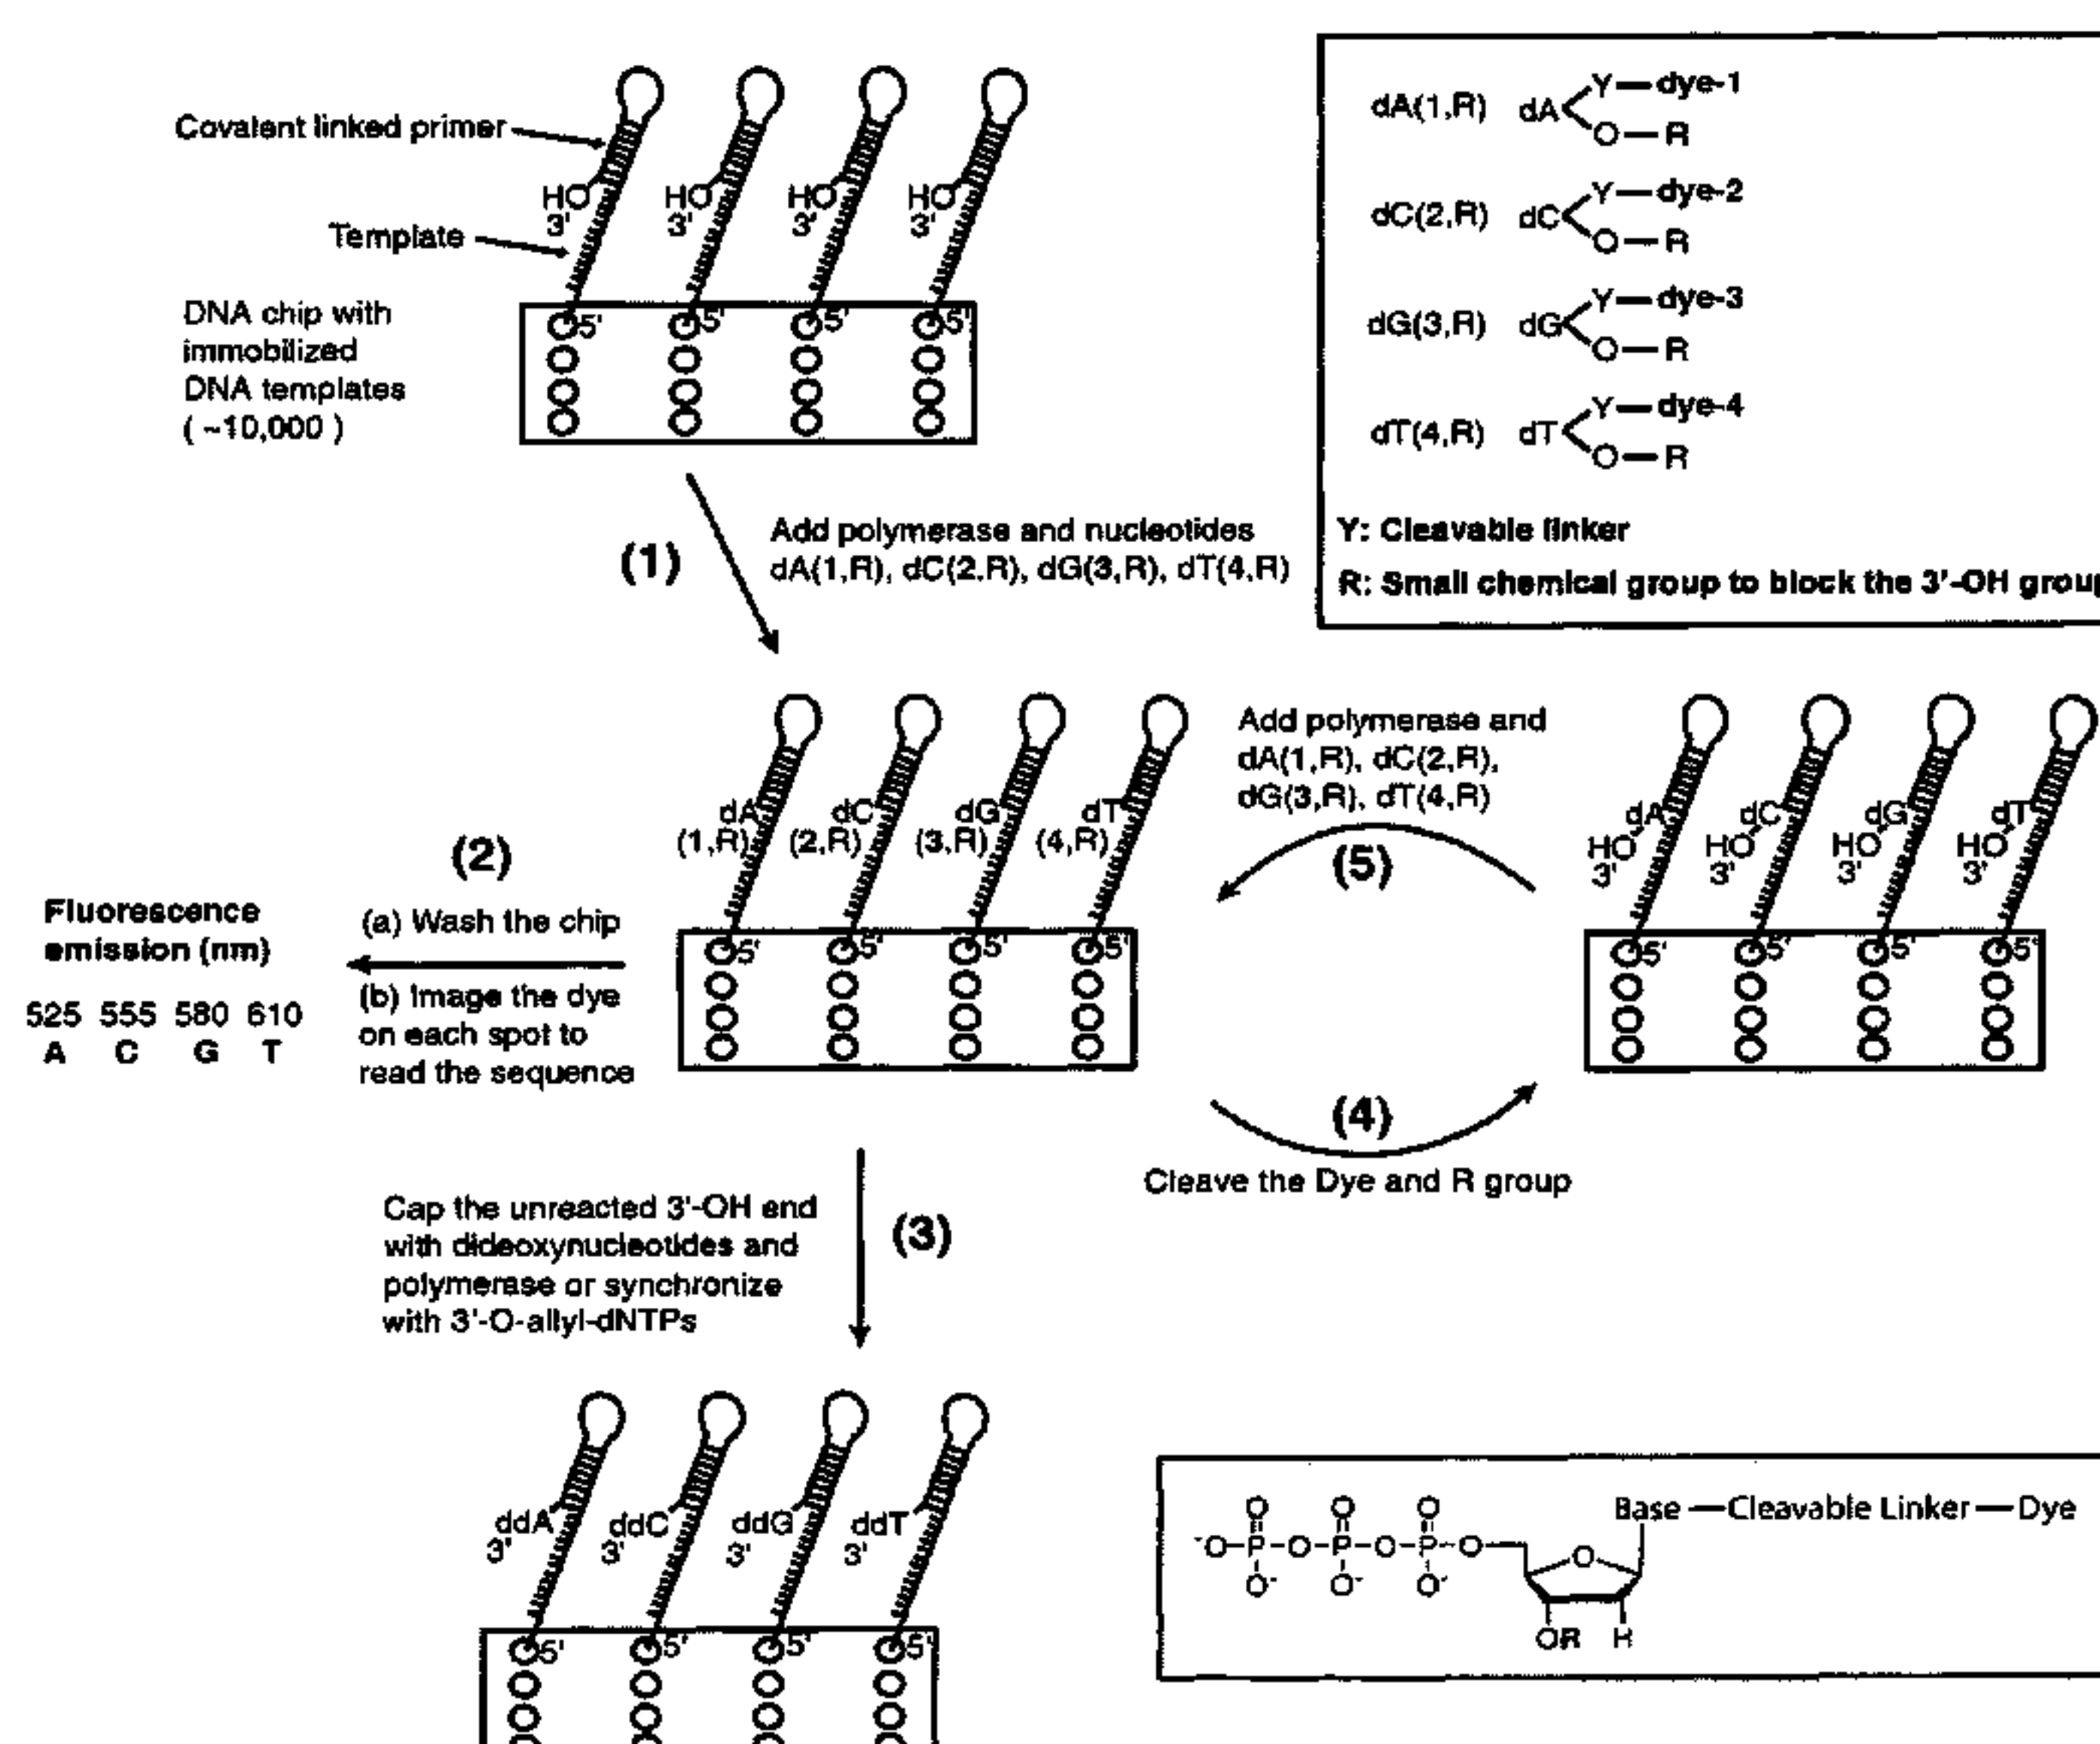 Covalent linked primer
HO HO HO HO
3' 3' 3' 3'
Template
DNA chip with
immobilized
DNA templates
( ~10,000 )
5' 5' 5' 5'
dA(1,R) dA Y dye-1
O R
dC(2,R) dC Y dye-2
O R
dG(3,R) dG Y dye-3
O R
dT(4,R) dT Y dye-4
O R
Y: Cleavable linker
R: Small chemical group to block the 3'-OH group
(1)
Add polymerase and nucleotides
dA(1,R), dC(2,R), dG(3,R), dT(4,R)
dA dC dG dT
(1,R) (2,R) (3,R) (4,R)
5' 5' 5' 5'
Add polymerase and
dA(1,R), dC(2,R),
dG(3,R), dT(4,R)
(5)
dA dC dG dT
HO HO HO HO
3' 3' 3' 3'
5' 5' 5' 5'
(2)
(a) Wash the chip
(b) Image the dye
on each spot to
read the sequence
Fluorescence
emission (nm)
525 555 580 610
A C G T
(4)
Cleave the Dye and R group
Cap the unreacted 3'-OH end
with dideoxynucleotides and
polymerase or synchronize
with 3'-O-allyl-dNTPs
(3)
ddA ddC ddG ddT
3' 3' 3' 3'
5' 5' 5' 5'
Base —Cleavable Linker— Dye
O O O
-O-P-O-P-O-P-O O
O- O- O-
OR H